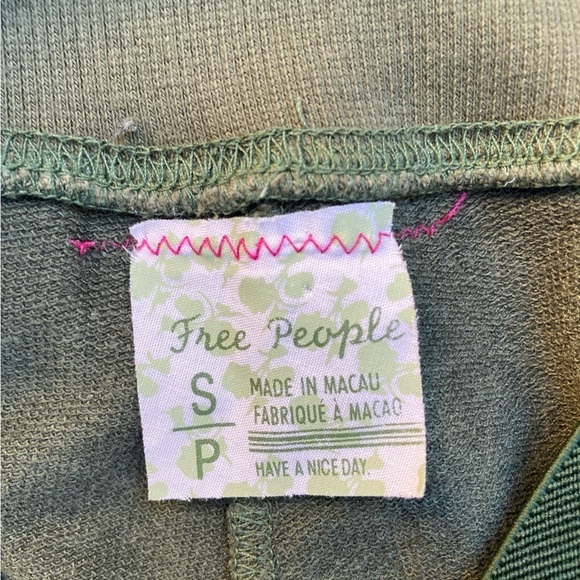 Free People
S
P
MADE IN MACAU
FABRIQUÉ À MACAO
HAVE A NICE DAY.